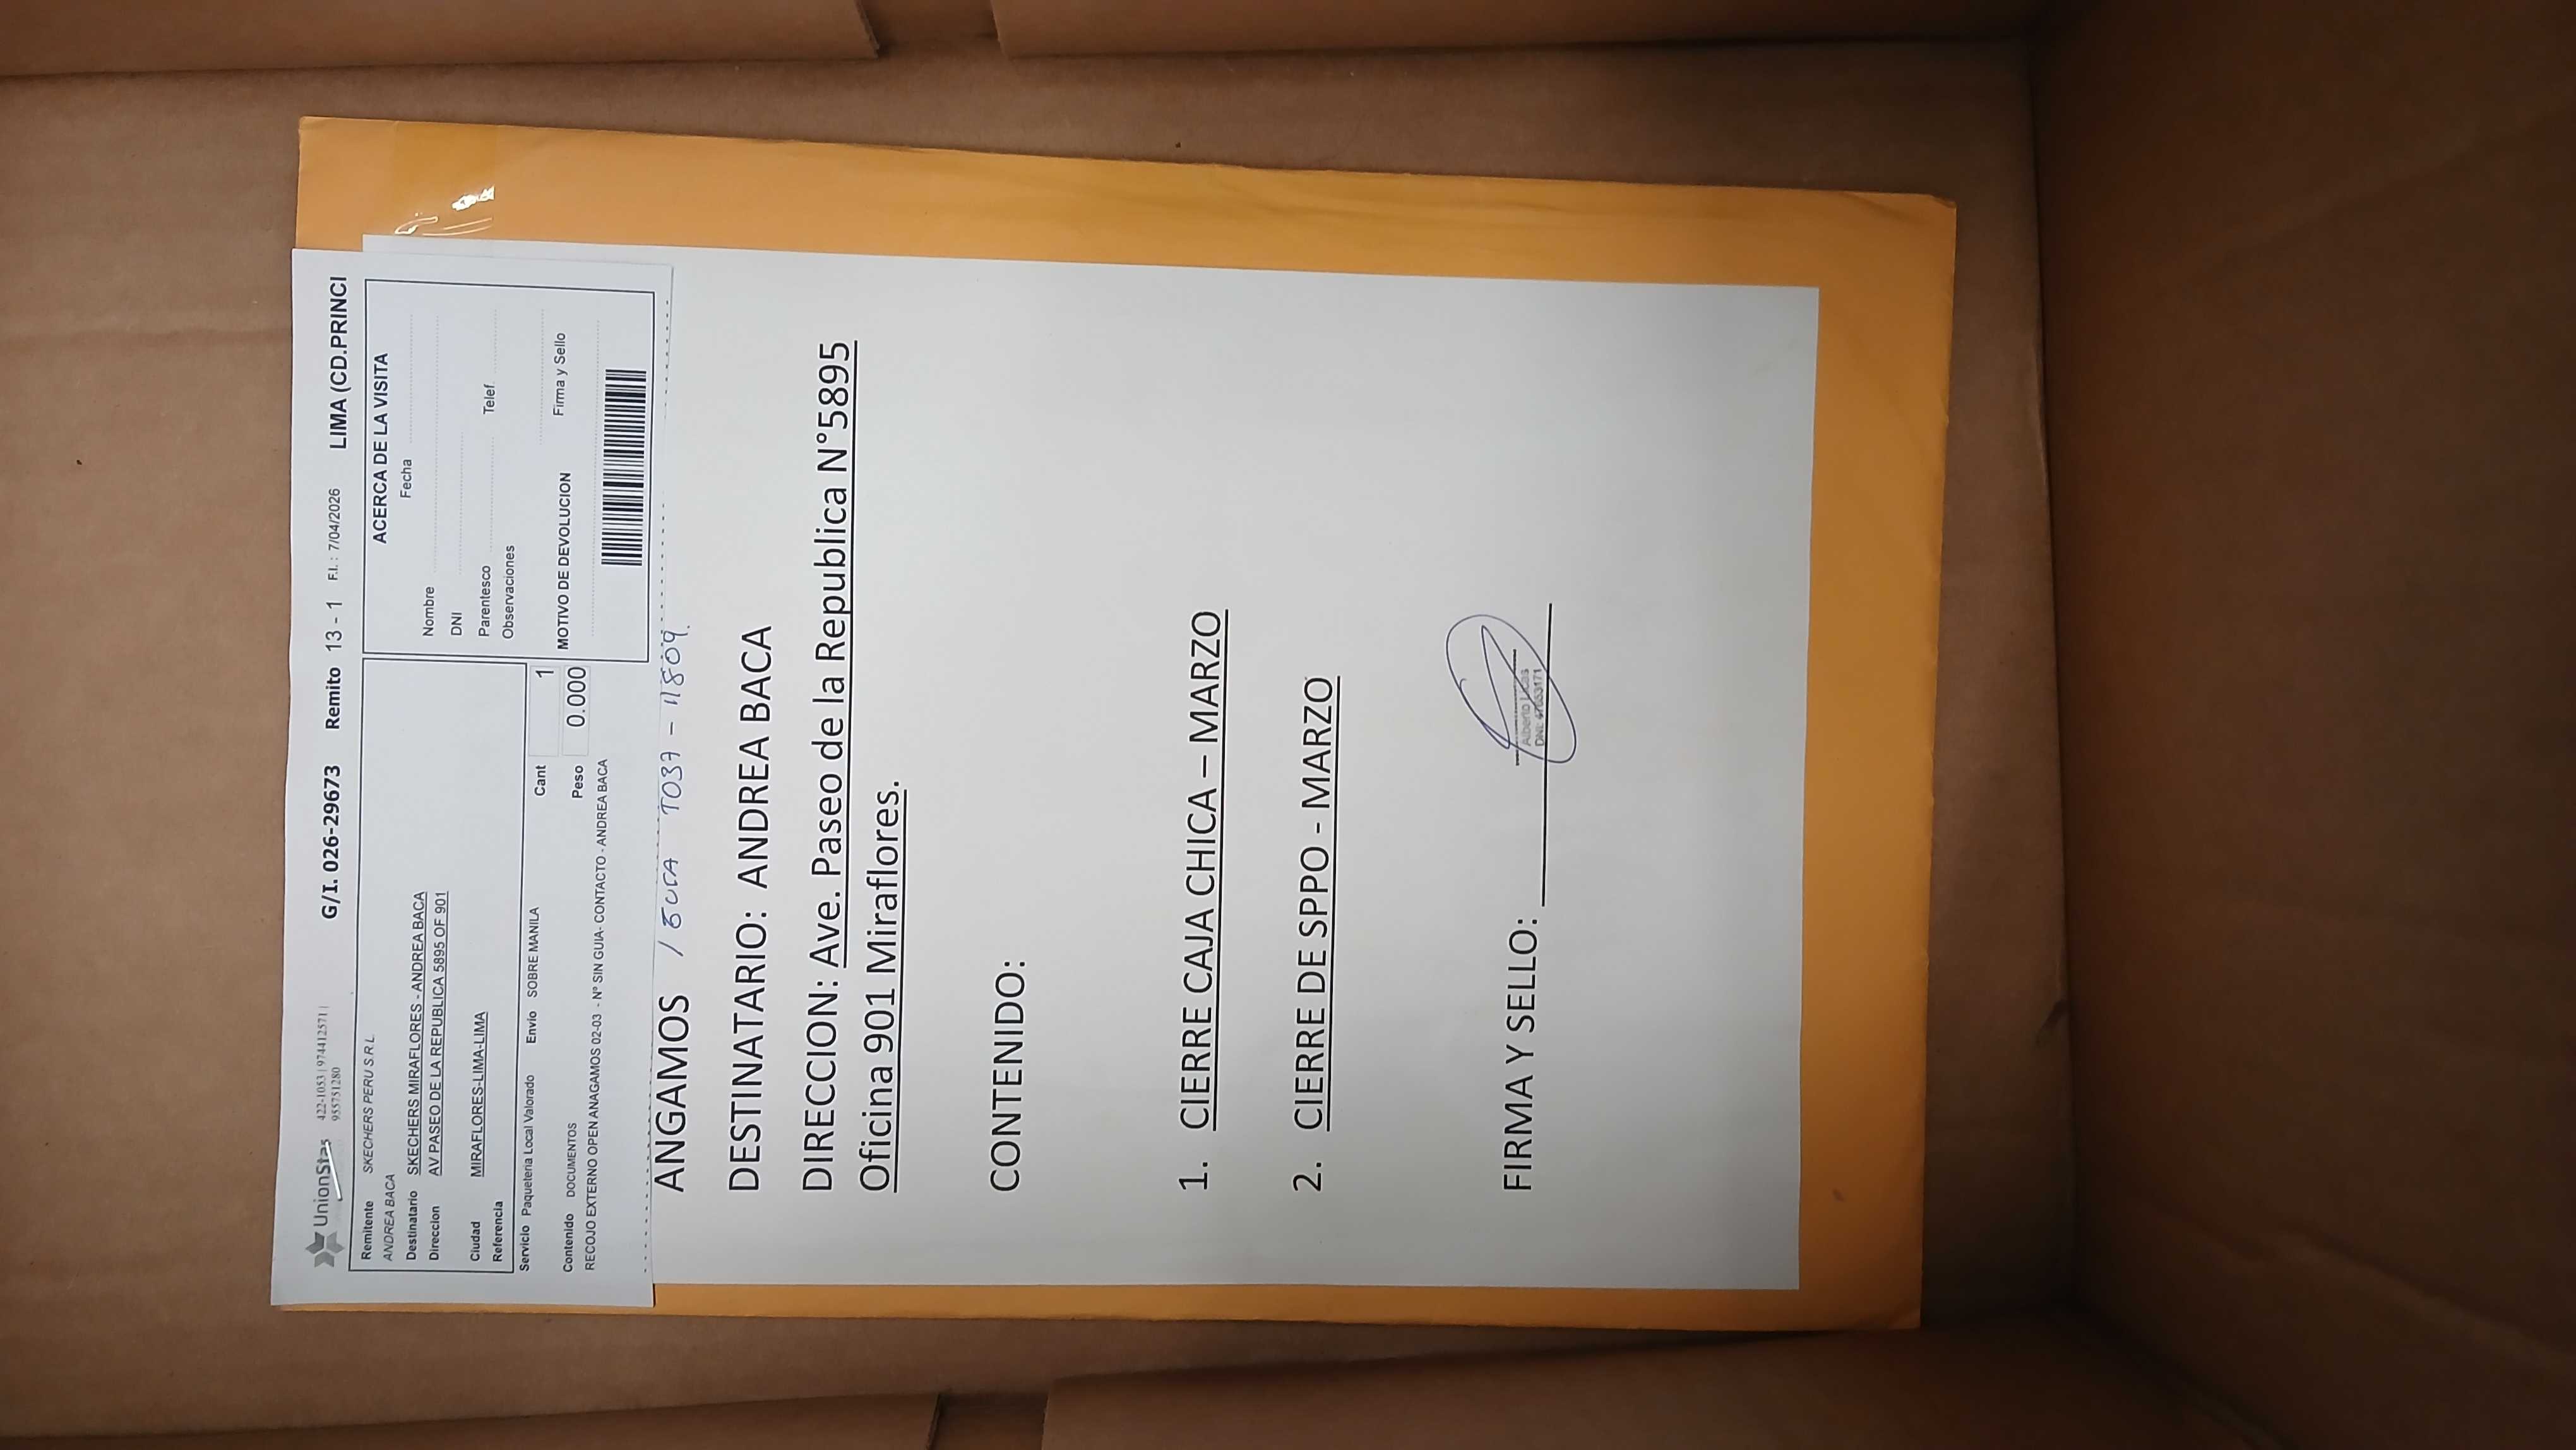 UnionStar 422-1053 | 974412571 |
955751280
G/I. 026-29673 Remito 13 - 1 F.I. : 7/04/2026 LIMA (CD.PRINCI
Remitente SKECHERS PERU S.R.L.
ANDREA BACA
Destinatario SKECHERS MIRAFLORES - ANDREA BACA
Direccion AV PASEO DE LA REPUBLICA 5895 OF 901
Ciudad MIRAFLORES-LIMA-LIMA
Referencia
Servicio Paqueteria Local Valorado Envio SOBRE MANILA Cant 1
Contenido DOCUMENTOS Peso 0.000
RECOJO EXTERNO OPEN ANAGAMOS 02-03 - N° SIN GUIA- CONTACTO - ANDREA BACA
ACERCA DE LA VISITA
Fecha
Nombre
DNI
Parentesco Telef
Observaciones
MOTIVO DE DEVOLUCION Firma y Sello
ANGAMOS / T037 - 11809.
DESTINATARIO: ANDREA BACA
DIRECCION: Ave. Paseo de la Republica N°5895
Oficina 901 Miraflores.
CONTENIDO:
1. CIERRE CAJA CHICA – MARZO
2. CIERRE DE SPPO - MARZO
FIRMA Y SELLO:
Alberto Lucas
DNI: